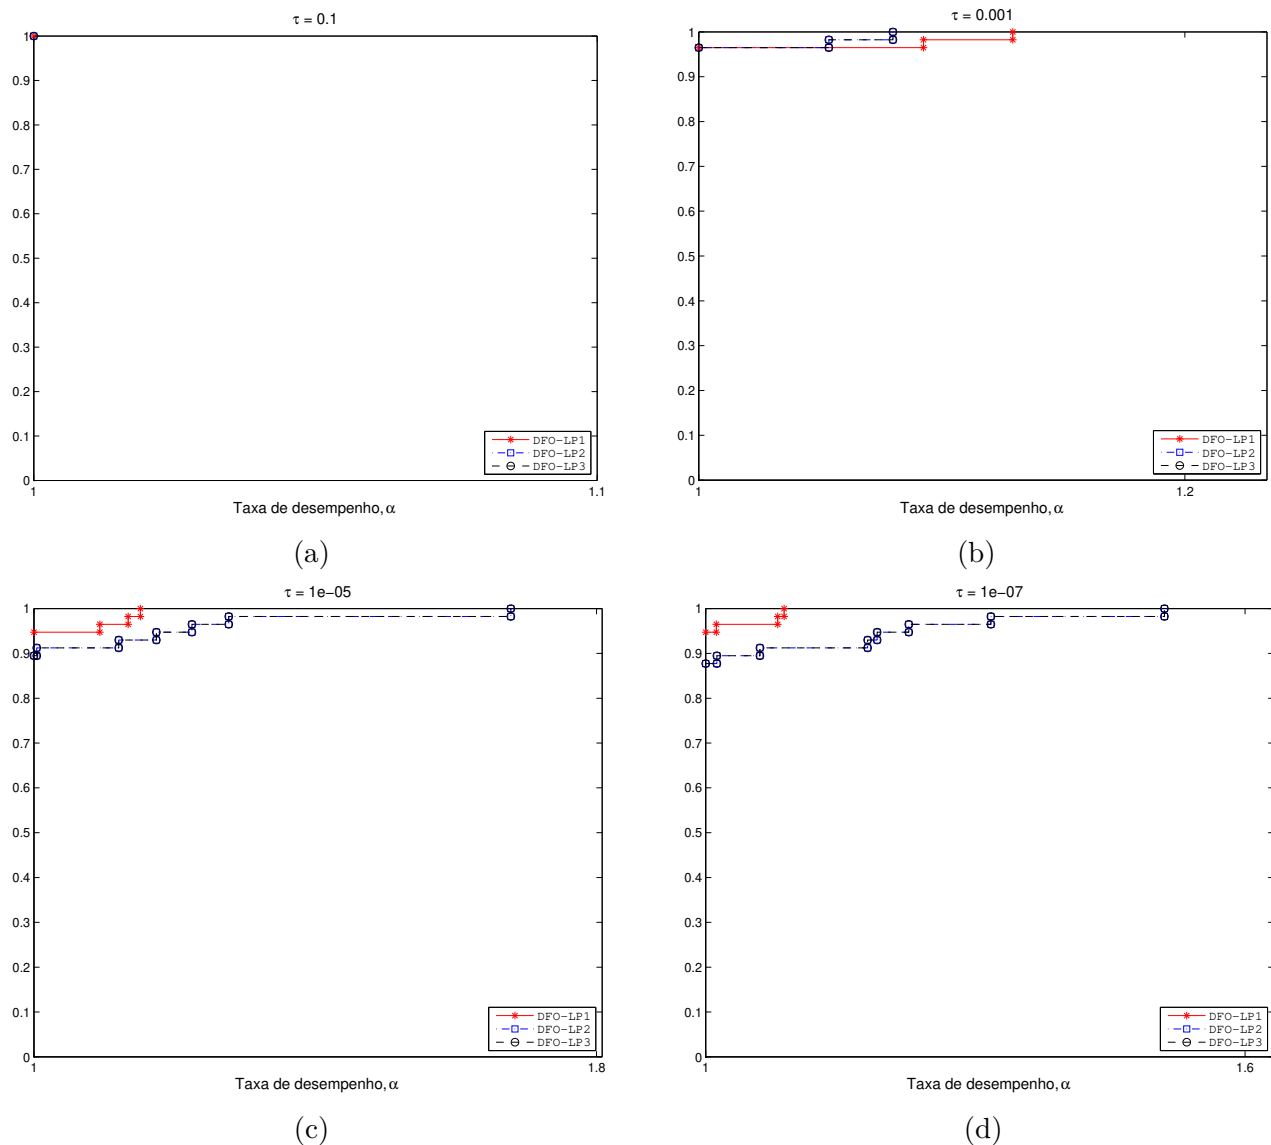 τ = 0.1
1
0.9
0.8
0.7
0.6
0.5
0.4
0.3
0.2
0.1
0
1
1.1
DFO-LP1
DFO-LP2
DFO-LP3
Taxa de desempenho, α
(a)
τ = 0.001
1
0.9
0.8
0.7
0.6
0.5
0.4
0.3
0.2
0.1
0
1
1.2
DFO-LP1
DFO-LP2
DFO-LP3
Taxa de desempenho, α
(b)
τ = 1e−05
1
0.9
0.8
0.7
0.6
0.5
0.4
0.3
0.2
0.1
0
1
1.8
DFO-LP1
DFO-LP2
DFO-LP3
Taxa de desempenho, α
(c)
τ = 1e−07
1
0.9
0.8
0.7
0.6
0.5
0.4
0.3
0.2
0.1
0
1
1.6
DFO-LP1
DFO-LP2
DFO-LP3
Taxa de desempenho, α
(d)